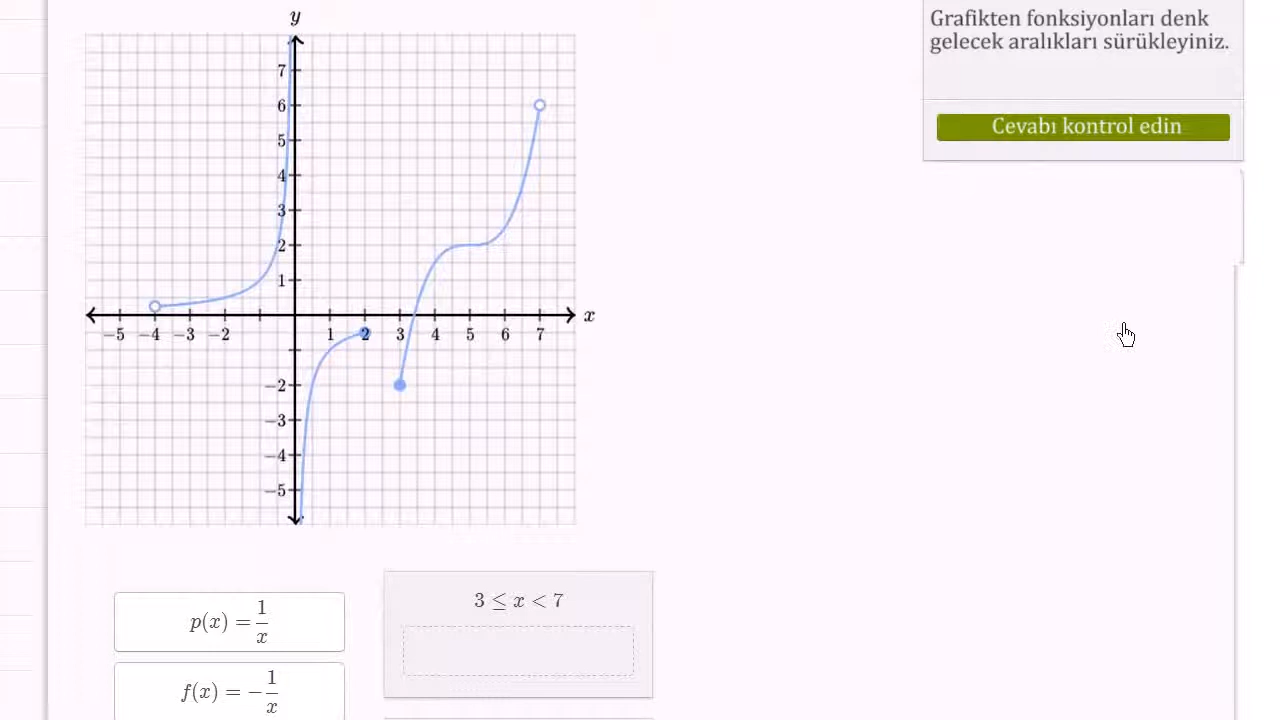 y
Grafikten fonksiyonları denk
gelecek aralıkları sürükleyiniz.
Cevabı kontrol edin
7
6
5
4
3
2
1
x
−5 −4 −3 −2 1 2 3 4 5 6 7
−2
−3
−4
−5
3 ≤ x < 7
p(x) = 1/x
f(x) = −1/x